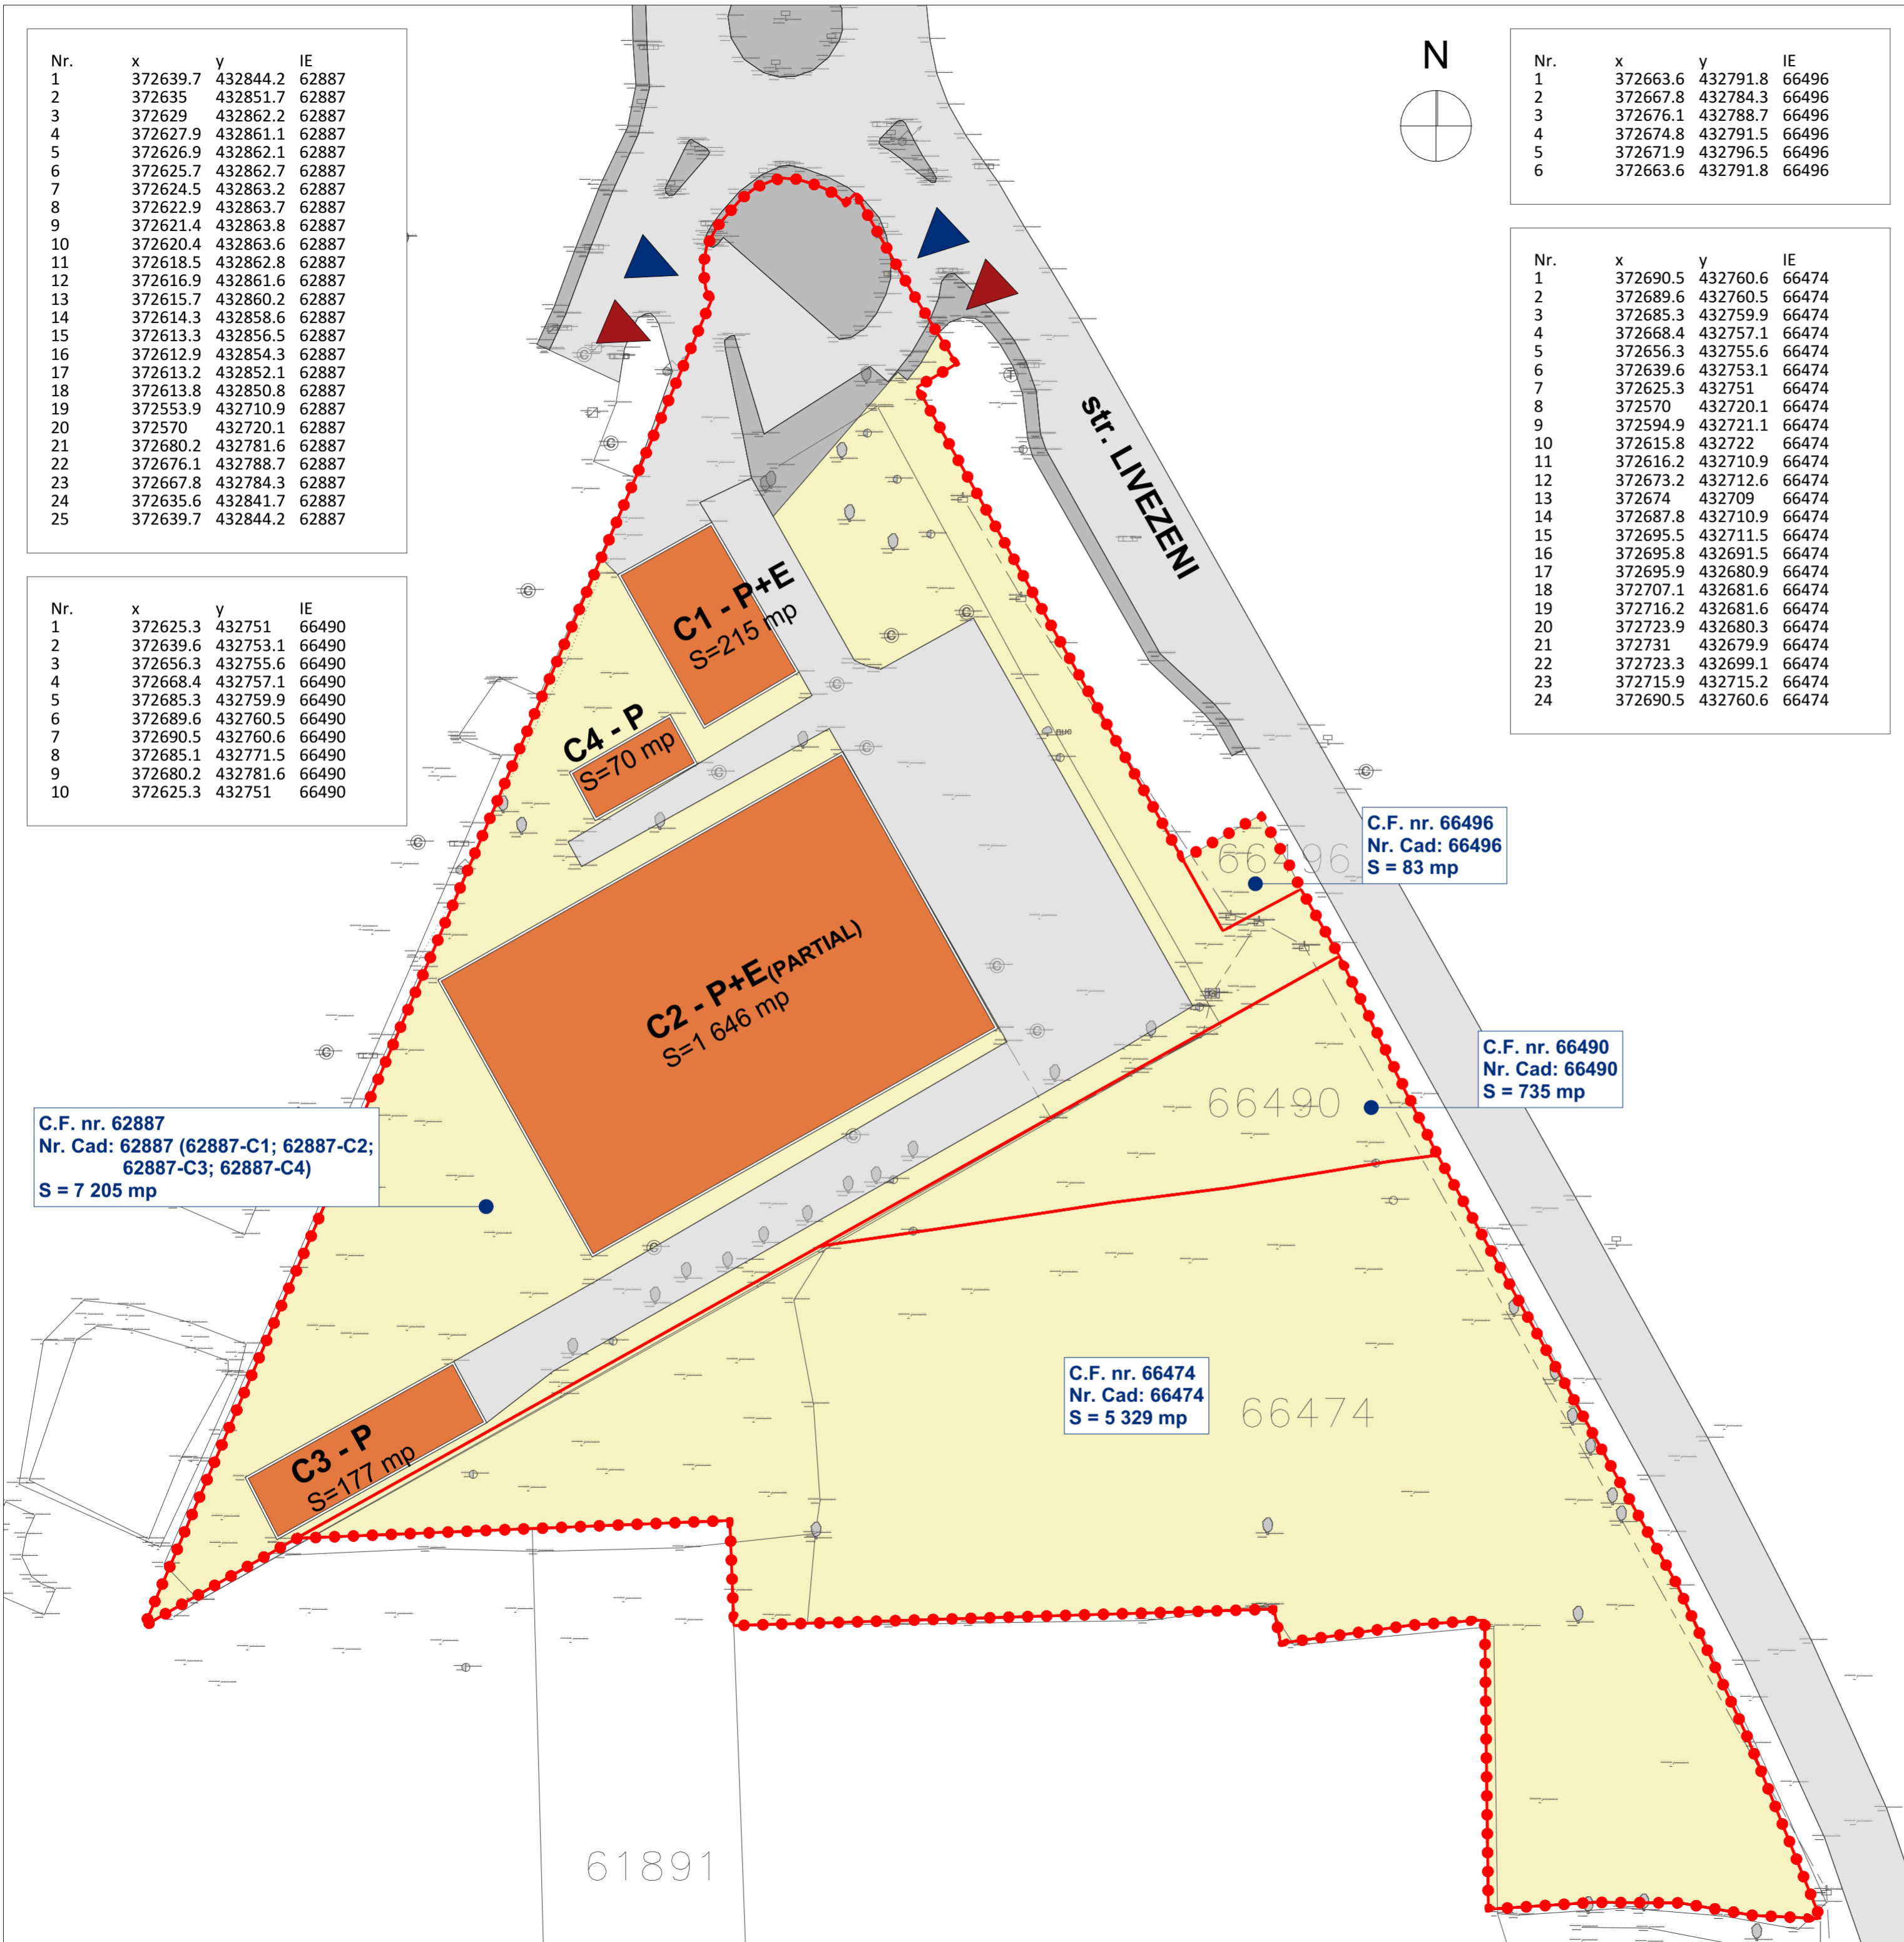 Nr. x y IE
1 372639.7 432844.2 62887
2 372635 432851.7 62887
3 372629 432862.2 62887
4 372627.9 432861.1 62887
5 372626.9 432862.1 62887
6 372625.7 432862.7 62887
7 372624.5 432863.2 62887
8 372622.9 432863.7 62887
9 372621.4 432863.8 62887
10 372620.4 432863.6 62887
11 372618.5 432862.8 62887
12 372616.9 432861.6 62887
13 372615.7 432860.2 62887
14 372614.3 432858.6 62887
15 372613.3 432856.5 62887
16 372612.9 432854.3 62887
17 372613.2 432852.1 62887
18 372613.8 432850.8 62887
19 372553.9 432710.9 62887
20 372570 432720.1 62887
21 372680.2 432781.6 62887
22 372676.1 432788.7 62887
23 372667.8 432784.3 62887
24 372635.6 432841.7 62887
25 372639.7 432844.2 62887
Nr. x y IE
1 372625.3 432751 66490
2 372639.6 432753.1 66490
3 372656.3 432755.6 66490
4 372668.4 432757.1 66490
5 372685.3 432759.9 66490
6 372689.6 432760.5 66490
7 372690.5 432760.6 66490
8 372685.1 432771.5 66490
9 372680.2 432781.6 66490
10 372625.3 432751 66490
N
Nr. x y IE
1 372663.6 432791.8 66496
2 372667.8 432784.3 66496
3 372676.1 432788.7 66496
4 372674.8 432791.5 66496
5 372671.9 432796.5 66496
6 372663.6 432791.8 66496
Nr. x y IE
1 372690.5 432760.6 66474
2 372689.6 432760.5 66474
3 372685.3 432759.9 66474
4 372668.4 432757.1 66474
5 372656.3 432755.6 66474
6 372639.6 432753.1 66474
7 372625.3 432751 66474
8 372570 432720.1 66474
9 372594.9 432721.1 66474
10 372615.8 432722 66474
11 372616.2 432710.9 66474
12 372673.2 432712.6 66474
13 372674 432709 66474
14 372687.8 432710.9 66474
15 372695.5 432711.5 66474
16 372695.8 432691.5 66474
17 372695.9 432680.9 66474
18 372707.1 432681.6 66474
19 372716.2 432681.6 66474
20 372723.9 432680.3 66474
21 372731 432679.9 66474
22 372723.3 432699.1 66474
23 372715.9 432715.2 66474
24 372690.5 432760.6 66474
str. LIVEZENI
C1 - P+E
S=215 mp
C4 - P
S=70 mp
nuc
C2 - P+E(PARTIAL)
S=1 646 mp
66496
C.F. nr. 66496
Nr. Cad: 66496
S = 83 mp
66490
C.F. nr. 66490
Nr. Cad: 66490
S = 735 mp
C.F. nr. 62887
Nr. Cad: 62887 (62887-C1; 62887-C2;
62887-C3; 62887-C4)
S = 7 205 mp
C.F. nr. 66474
Nr. Cad: 66474
S = 5 329 mp
66474
C3 - P
S=177 mp
61891